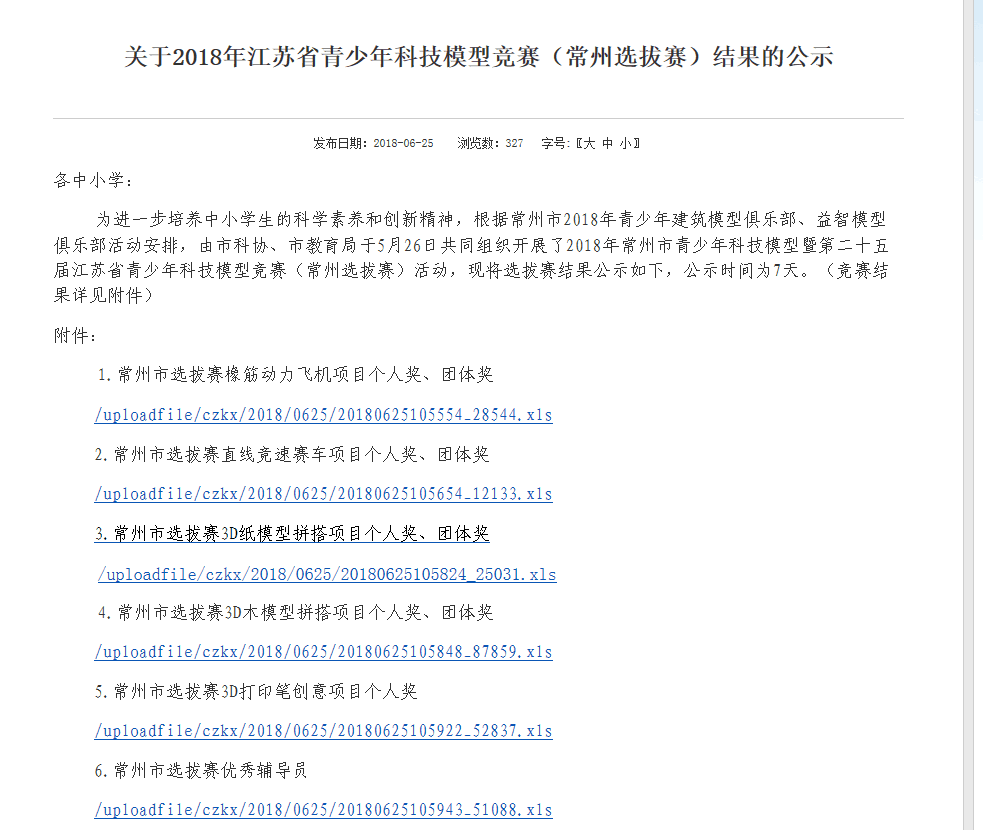 关于2018年江苏省青少年科技模型竞赛（常州选拔赛）结果的公示
发布日期：2018-06-25 浏览数：327 字号:〖大 中 小〗
各中小学：
为进一步培养中小学生的科学素养和创新精神，根据常州市2018年青少年建筑模型俱乐部、益智模型
俱乐部活动安排，由市科协、市教育局于5月26日共同组织开展了2018年常州市青少年科技模型暨第二十五
届江苏省青少年科技模型竞赛（常州选拔赛）活动，现将选拔赛结果公示如下，公示时间为7天。（竞赛结
果详见附件）
附件：
1.常州市选拔赛橡筋动力飞机项目个人奖、团体奖
/uploadfile/czkx/2018/0625/20180625105554_28544.xls
2.常州市选拔赛直线竞速赛车项目个人奖、团体奖
/uploadfile/czkx/2018/0625/20180625105654_12133.xls
3.常州市选拔赛3D纸模型拼搭项目个人奖、团体奖
/uploadfile/czkx/2018/0625/20180625105824_25031.xls
4.常州市选拔赛3D木模型拼搭项目个人奖、团体奖
/uploadfile/czkx/2018/0625/20180625105848_87859.xls
5.常州市选拔赛3D打印笔创意项目个人奖
/uploadfile/czkx/2018/0625/20180625105922_52837.xls
6.常州市选拔赛优秀辅导员
/uploadfile/czkx/2018/0625/20180625105943_51088.xls